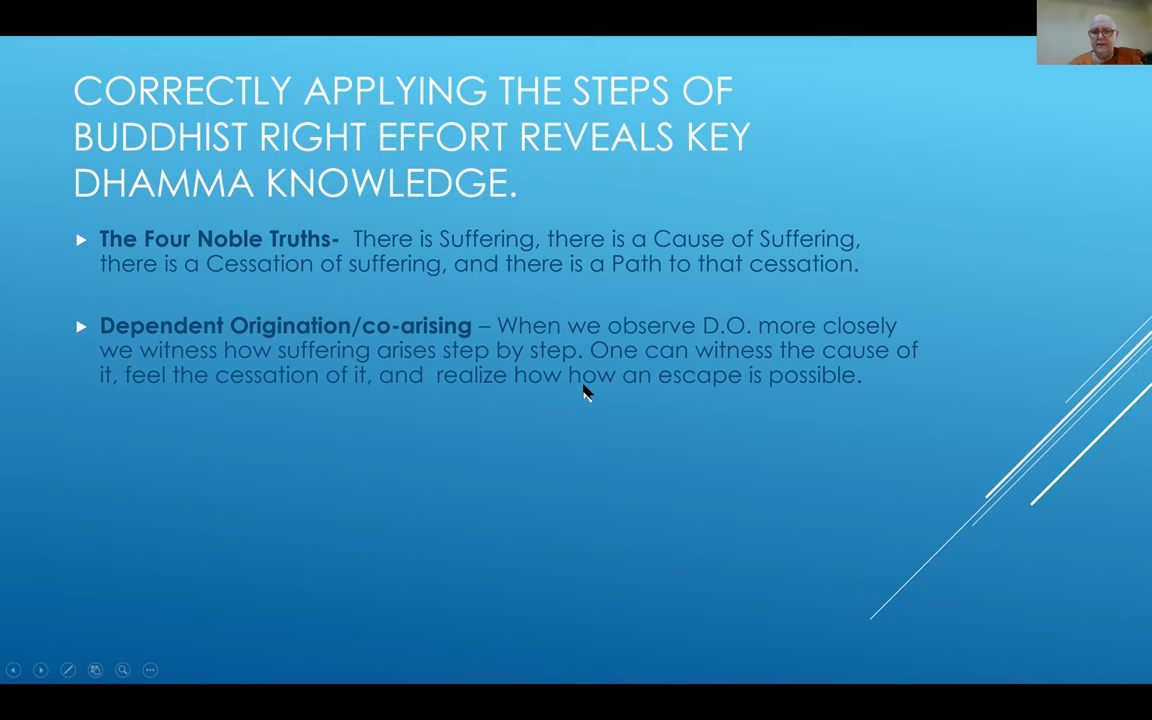 CORRECTLY APPLYING THE STEPS OF
BUDDHIST RIGHT EFFORT REVEALS KEY
DHAMMA KNOWLEDGE.
The Four Noble Truths- There is Suffering, there is a Cause of Suffering,
there is a Cessation of suffering, and there is a Path to that cessation.
Dependent Origination/co-arising – When we observe D.O. more closely
we witness how suffering arises step by step. One can witness the cause of
it, feel the cessation of it, and realize how how an escape is possible.